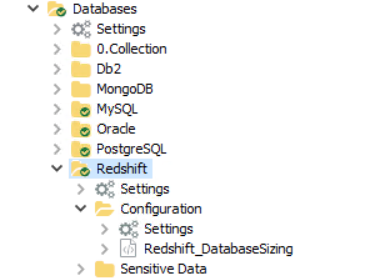 Databases
Settings
0.Collection
Db2
MongoDB
MySQL
Oracle
PostgreSQL
Redshift
Settings
Configuration
Settings
Redshift_DatabaseSizing
Sensitive Data